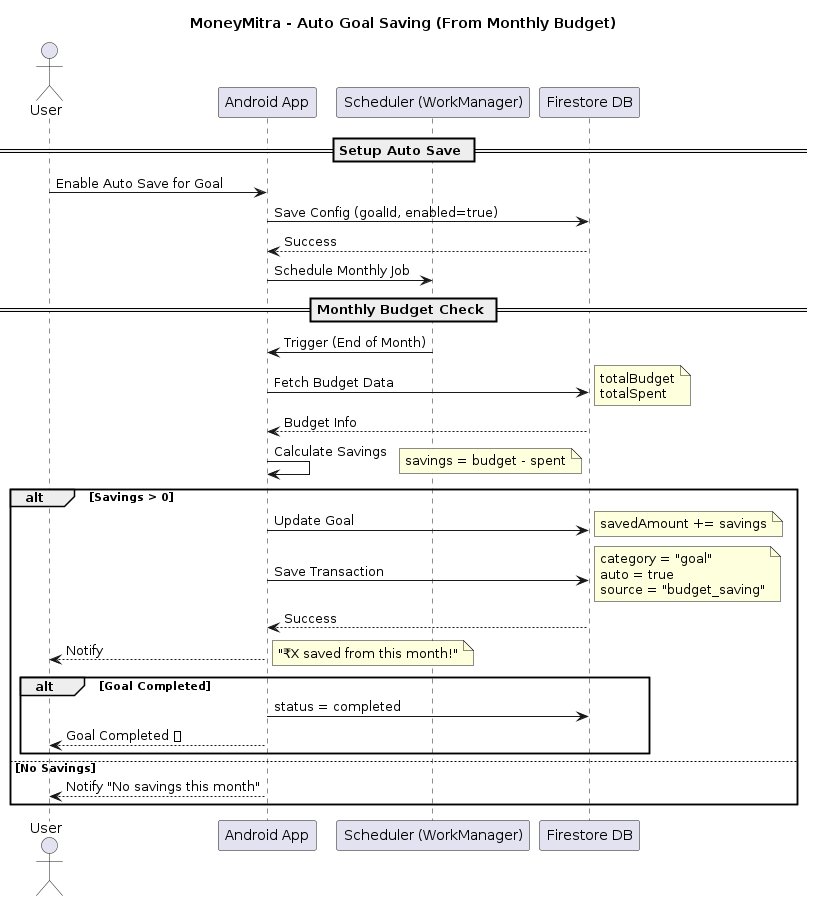 MoneyMitra - Auto Goal Saving (From Monthly Budget)
User
Android App
Scheduler (WorkManager)
Firestore DB
Setup Auto Save
Enable Auto Save for Goal
Save Config (goalId, enabled=true)
Success
Schedule Monthly Job
Monthly Budget Check
Trigger (End of Month)
Fetch Budget Data
totalBudget
totalSpent
Budget Info
Calculate Savings
savings = budget - spent
alt
[Savings > 0]
Update Goal
savedAmount += savings
Save Transaction
category = "goal"
auto = true
source = "budget_saving"
Success
Notify
"₹X saved from this month!"
alt
[Goal Completed]
status = completed
Goal Completed
[No Savings]
Notify "No savings this month"
User
Android App
Scheduler (WorkManager)
Firestore DB